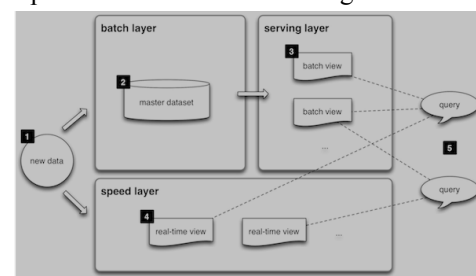 batch layer
serving layer
3
batch view
2
master dataset
query
batch view
1
5
...
new data
speed layer
query
4
real-time view
real-time view
...